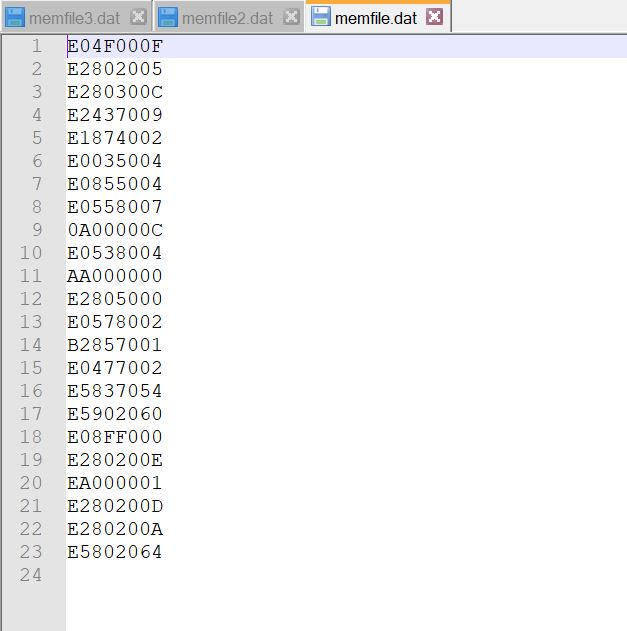 memfile3.dat memfile2.dat memfile.dat
1 E04F000F
2 E2802005
3 E280300C
4 E2437009
5 E1874002
6 E0035004
7 E0855004
8 E0558007
9 0A00000C
10 E0538004
11 AA000000
12 E2805000
13 E0578002
14 B2857001
15 E0477002
16 E5837054
17 E5902060
18 E08FF000
19 E280200E
20 EA000001
21 E280200D
22 E280200A
23 E5802064
24